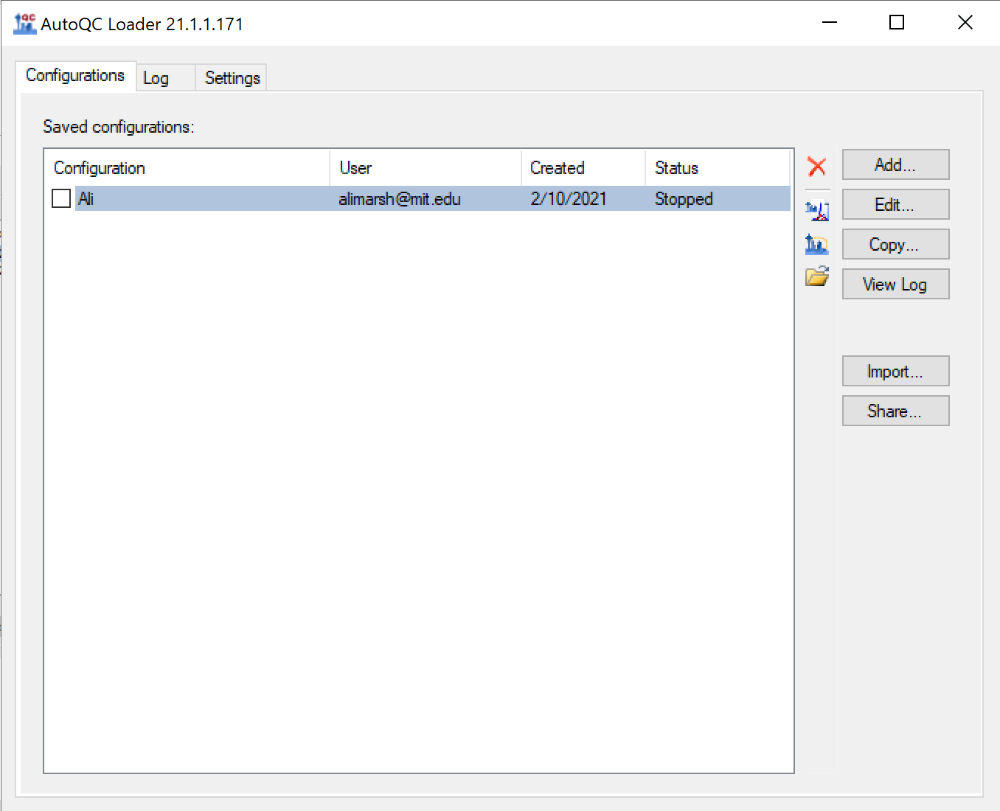 QC AutoQC Loader 21.1.1.171
Configurations Log Settings
Saved configurations:
Configuration User Created Status
Ali alimarsh@mit.edu 2/10/2021 Stopped
Add...
Edit...
Copy...
View Log
Import...
Share...